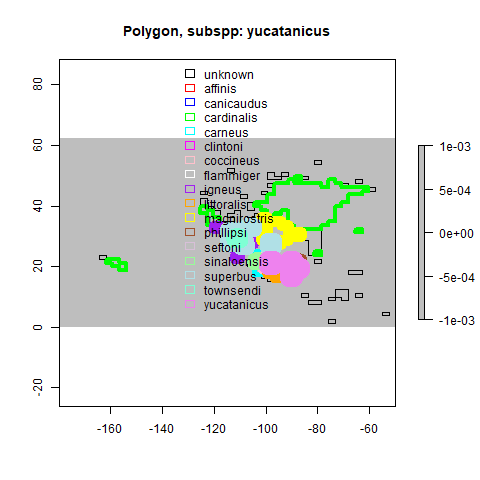 Polygon, subspp: yucatanicus
unknown
affinis
canicaudus
cardinalis
carneus
clintoni
coccineus
flammiger
igneus
littoralis
magnirostris
phillipsi
seftoni
sinaloensis
superbus
townsendi
yucatanicus
80
60
40
20
0
-20
-160
-140
-120
-100
-80
-60
1e-03
5e-04
0e+00
-5e-04
-1e-03